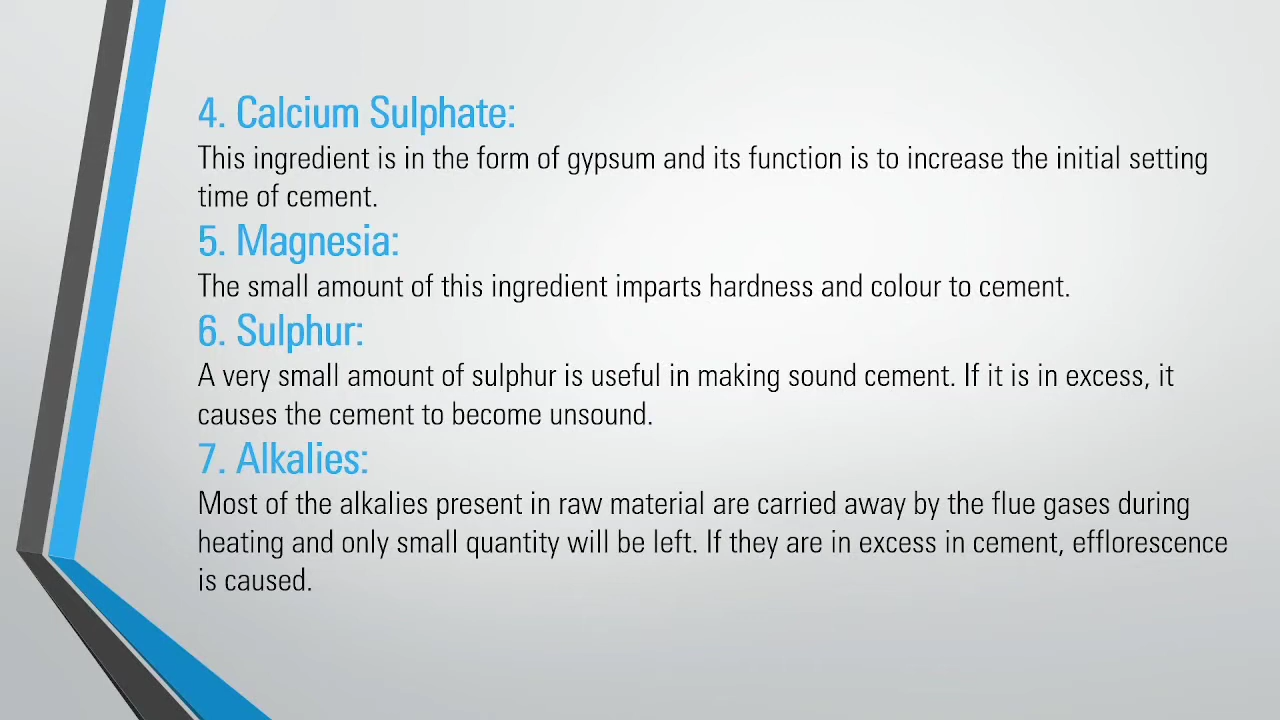 4. Calcium Sulphate:
This ingredient is in the form of gypsum and its function is to increase the initial setting
time of cement.
5. Magnesia:
The small amount of this ingredient imparts hardness and colour to cement.
6. Sulphur:
A very small amount of sulphur is useful in making sound cement. If it is in excess, it
causes the cement to become unsound.
7. Alkalies:
Most of the alkalies present in raw material are carried away by the flue gases during
heating and only small quantity will be left. If they are in excess in cement, efflorescence
is caused.